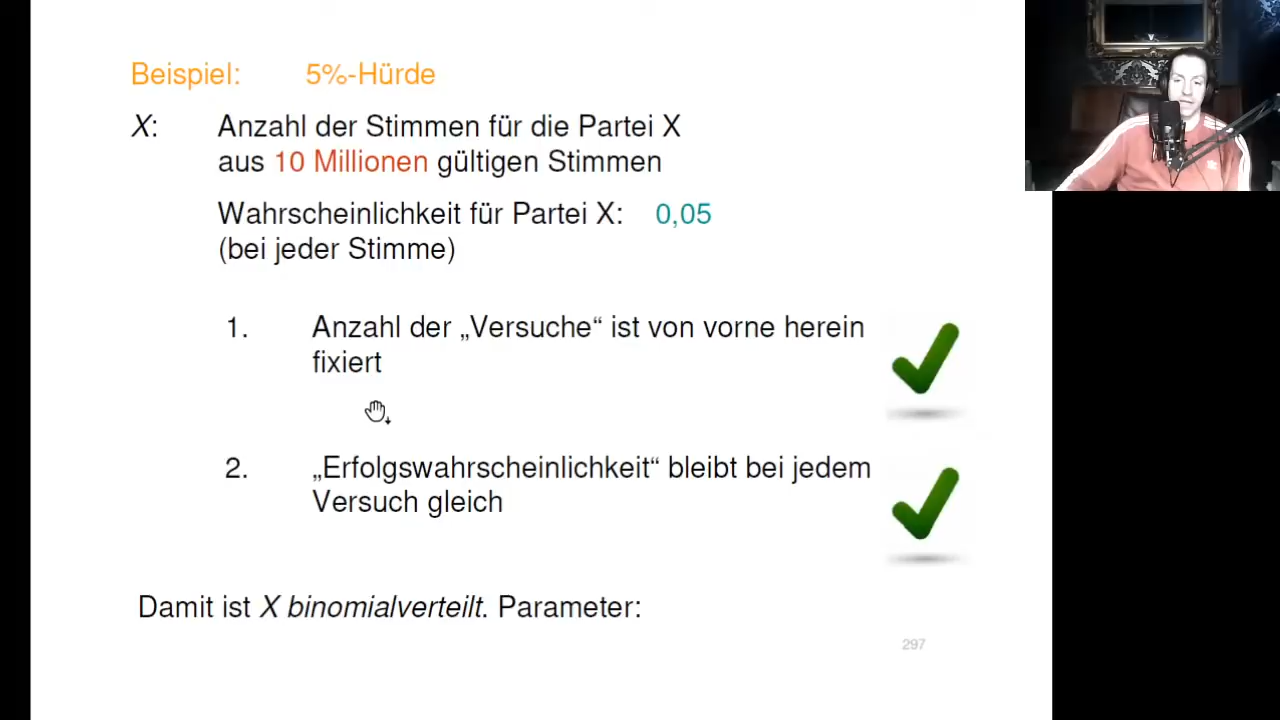 Beispiel: 5%-Hürde
X: Anzahl der Stimmen für die Partei X
aus 10 Millionen gültigen Stimmen
Wahrscheinlichkeit für Partei X: 0,05
(bei jeder Stimme)
1. Anzahl der „Versuche“ ist von vorne herein
fixiert
2. „Erfolgswahrscheinlichkeit“ bleibt bei jedem
Versuch gleich
Damit ist X binomialverteilt. Parameter:
297